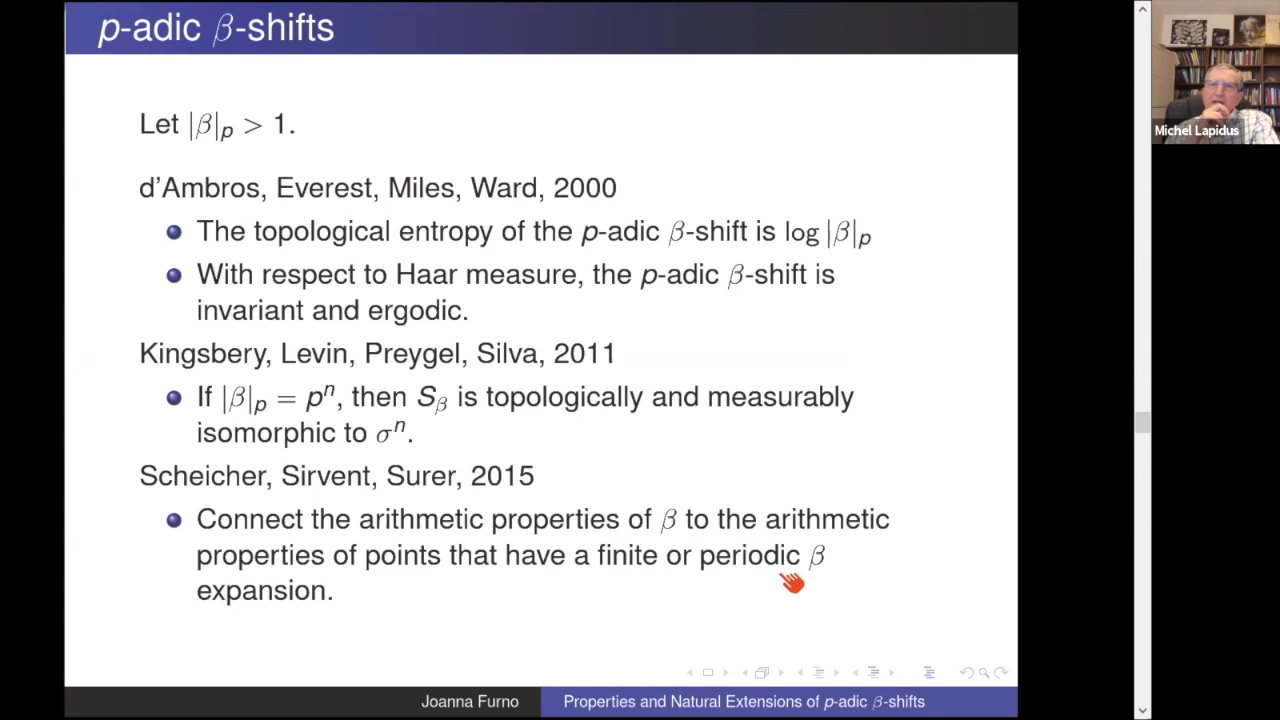 p-adic β-shifts
Let |β|ₚ > 1.
Michel Lapidus
d'Ambros, Everest, Miles, Ward, 2000
The topological entropy of the p-adic β-shift is log |β|ₚ
With respect to Haar measure, the p-adic β-shift is
invariant and ergodic.
Kingsbery, Levin, Preygel, Silva, 2011
If |β|ₚ = pⁿ, then S_β is topologically and measurably
isomorphic to σⁿ.
Scheicher, Sirvent, Surer, 2015
Connect the arithmetic properties of β to the arithmetic
properties of points that have a finite or periodic β
expansion.
Joanna Furno
Properties and Natural Extensions of p-adic β-shifts